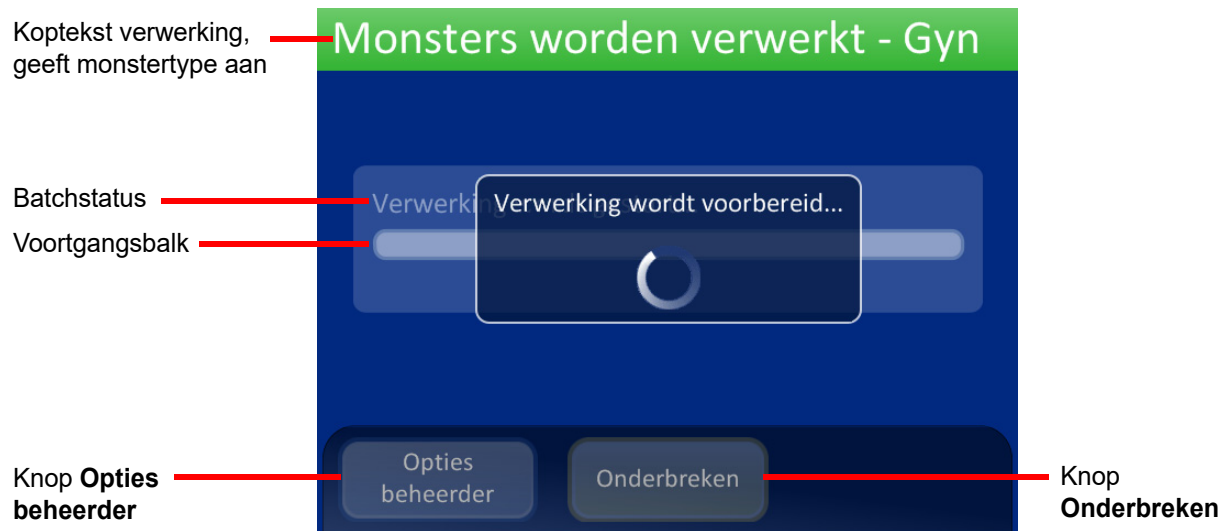 Koptekst verwerking,
geeft monstertype aan
Monsters worden verwerkt - Gyn
Batchstatus
Verwerki
Verwerking wordt voorbereid...
Voortgangsbalk
Opties
beheerder
Onderbreken
Knop Opties
beheerder
Knop
Onderbreken